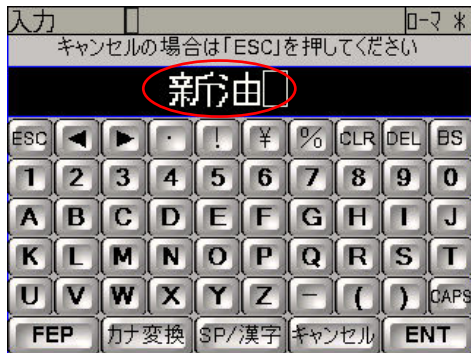 入力 ﾛｰﾏ *
キャンセルの場合は「ESC」を押してください
新油
ESC ◀ ▶ ・ ! ¥ % CLR DEL BS
1 2 3 4 5 6 7 8 9 0
A B C D E F G H I J
K L M N O P Q R S T
U V W X Y Z - ( ) CAPS
FEP カナ変換 SP/漢字 キャンセル ENT